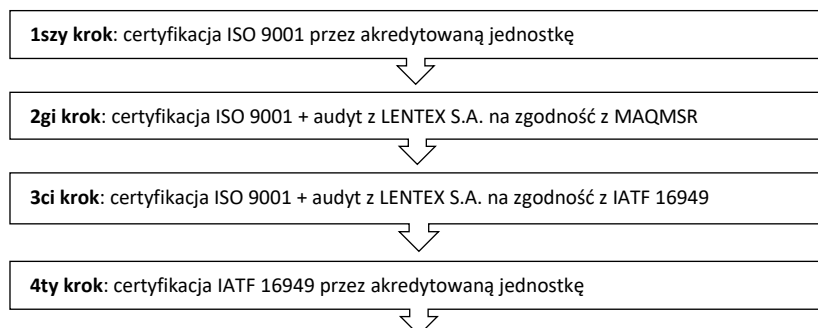 1szy krok: certyfikacja ISO 9001 przez akredytowaną jednostkę
2gi krok: certyfikacja ISO 9001 + audyt z LENTEX S.A. na zgodność z MAQMSR
3ci krok: certyfikacja ISO 9001 + audyt z LENTEX S.A. na zgodność z IATF 16949
4ty krok: certyfikacja IATF 16949 przez akredytowaną jednostkę